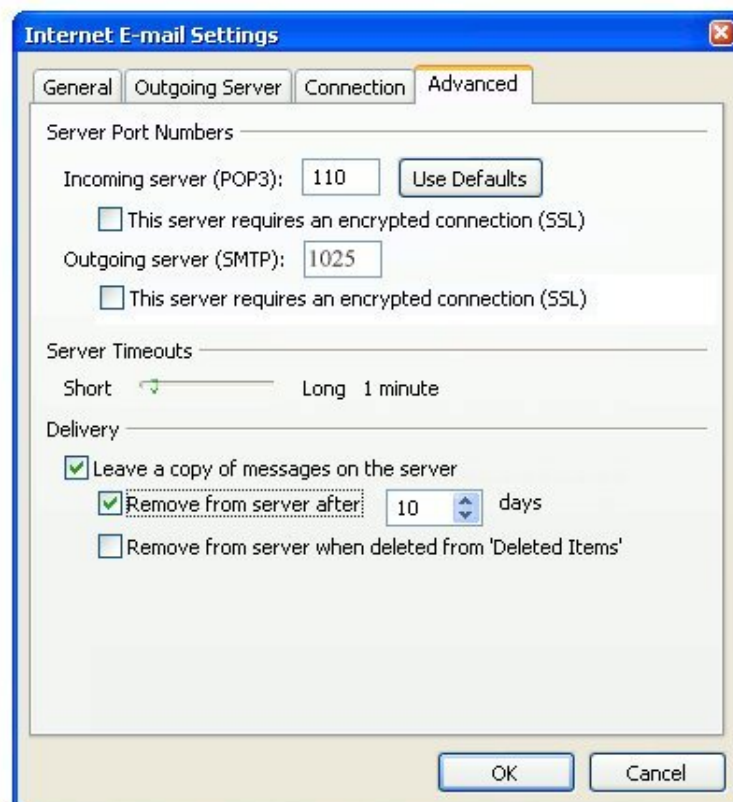 Internet E-mail Settings
General Outgoing Server Connection Advanced
Server Port Numbers
Incoming server (POP3): 110 Use Defaults
This server requires an encrypted connection (SSL)
Outgoing server (SMTP): 1025
This server requires an encrypted connection (SSL)
Server Timeouts
Short Long 1 minute
Delivery
Leave a copy of messages on the server
Remove from server after 10 days
Remove from server when deleted from 'Deleted Items'
OK Cancel